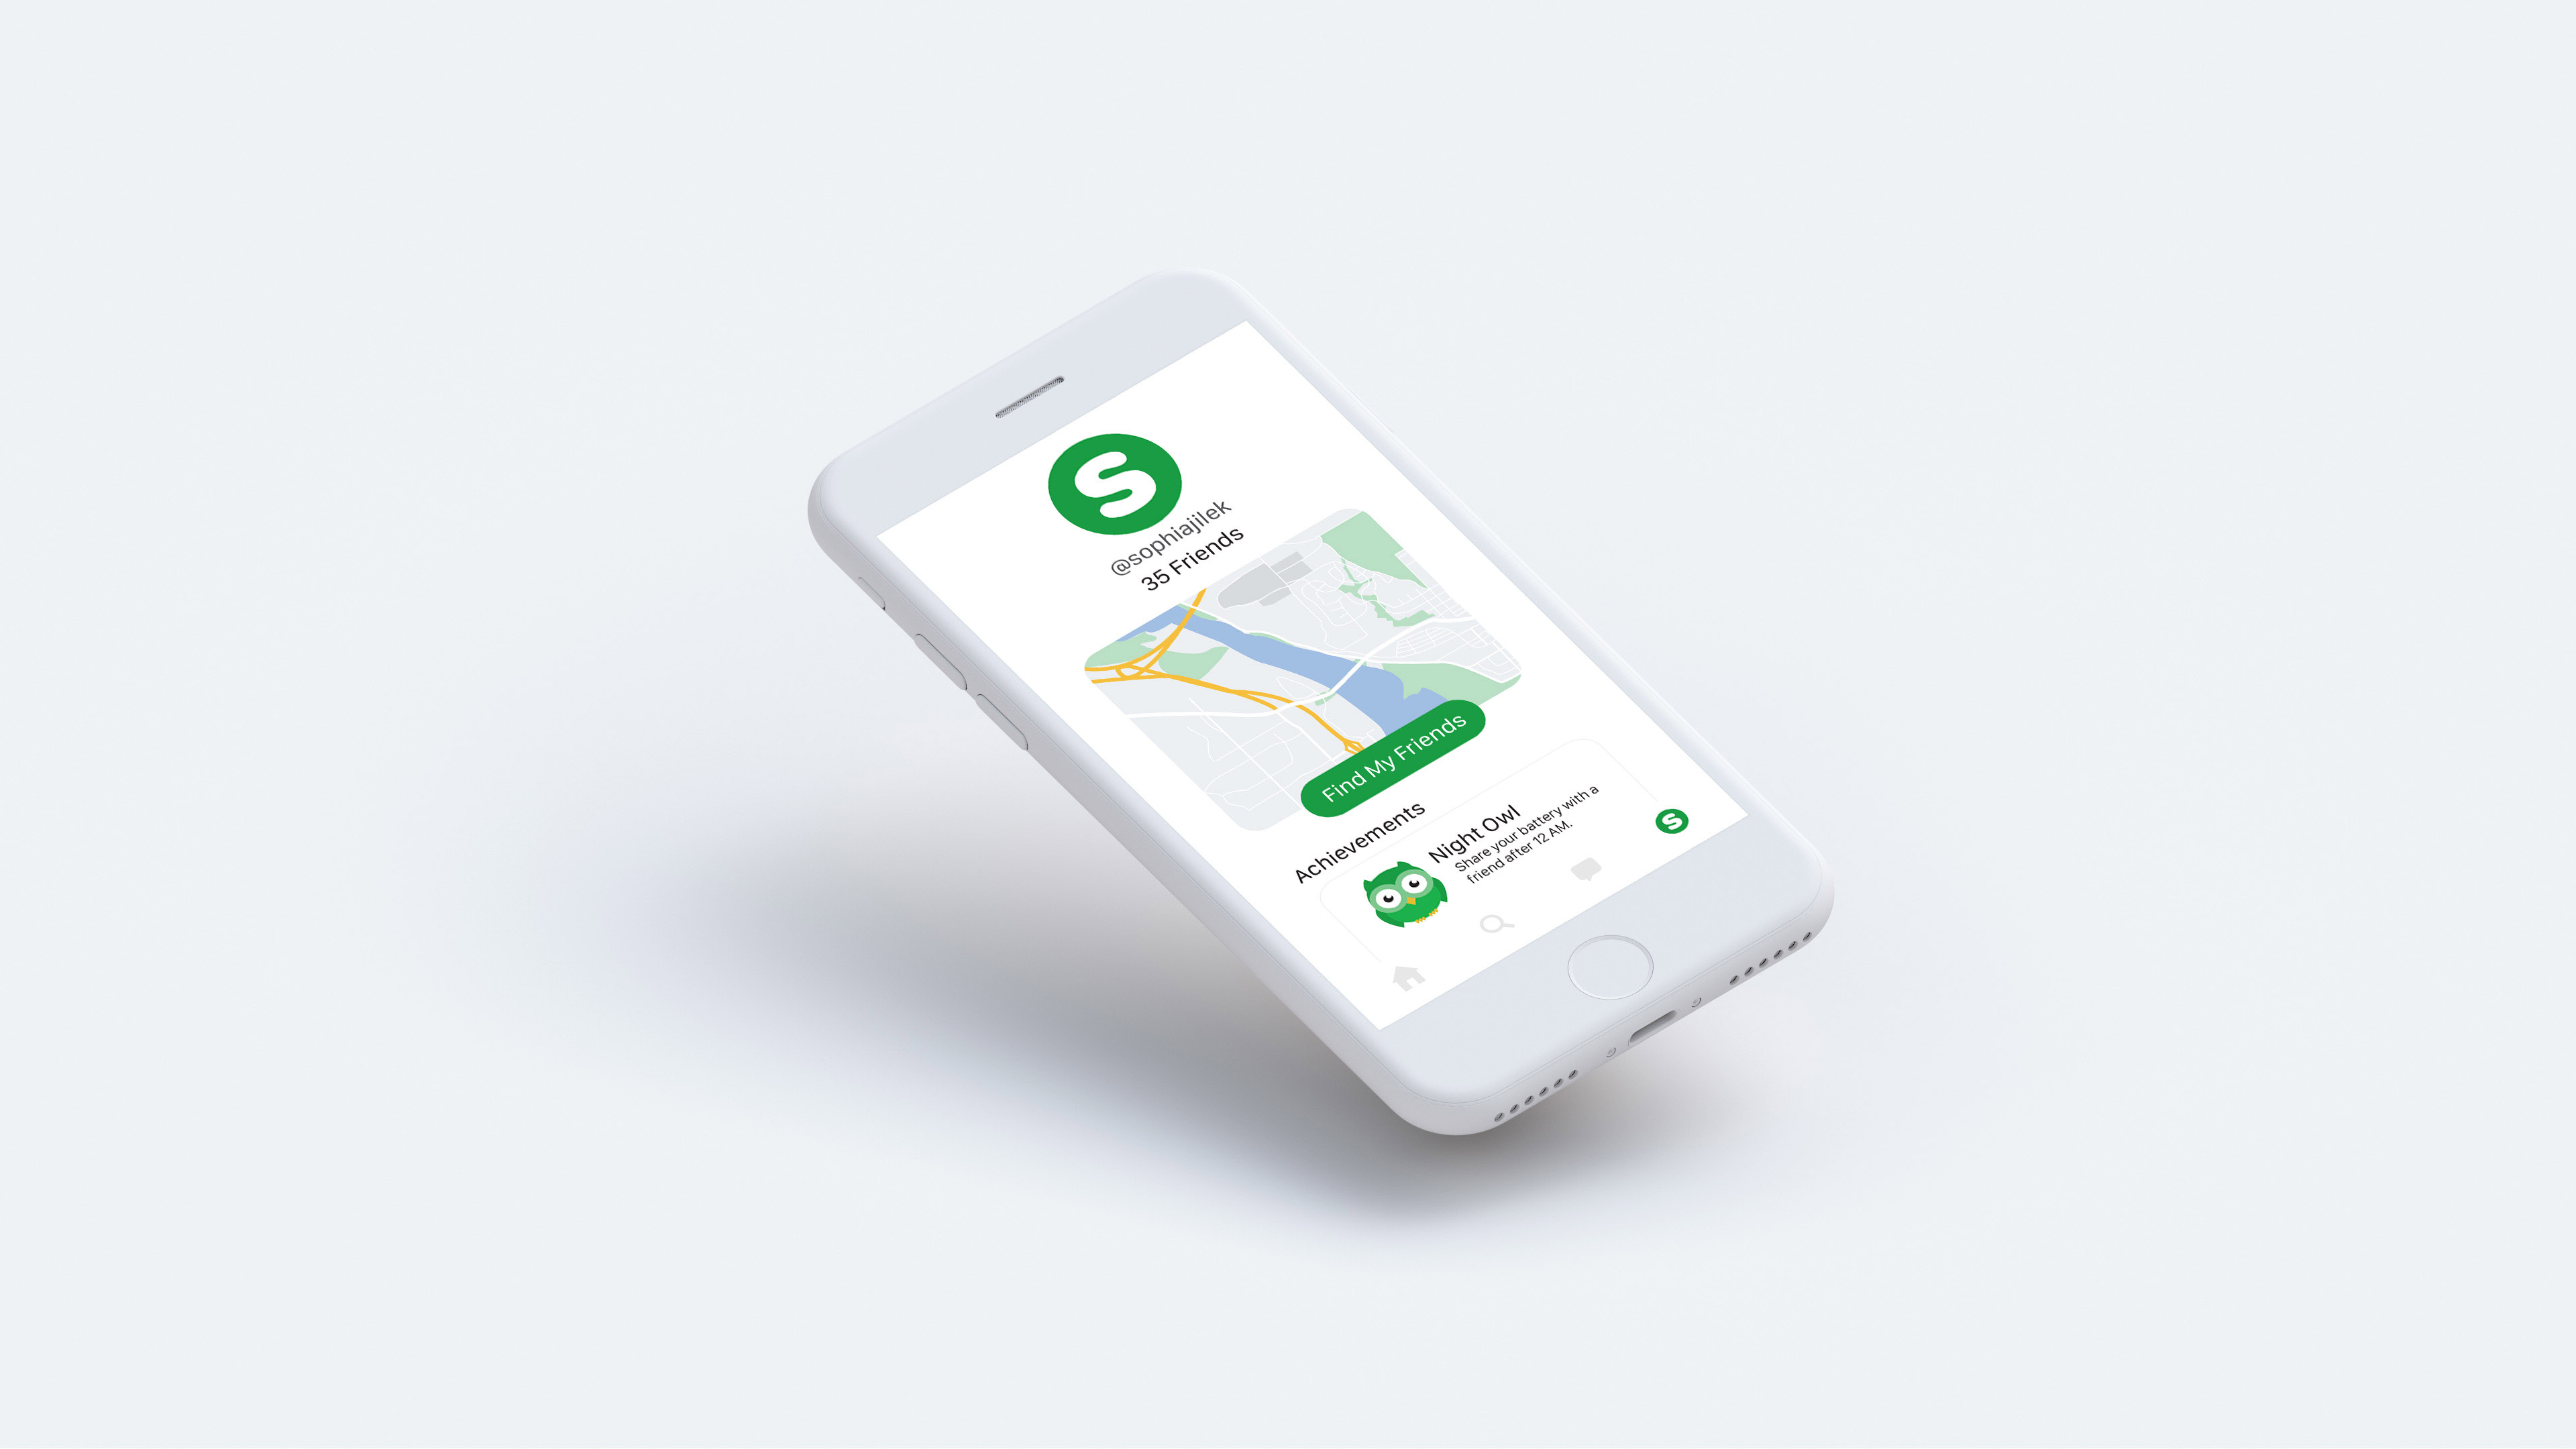 S
@sophiajilek
35 Friends
Find My Friends
Achievements
Night Owl
Share your battery with a
friend after 12 AM.
S